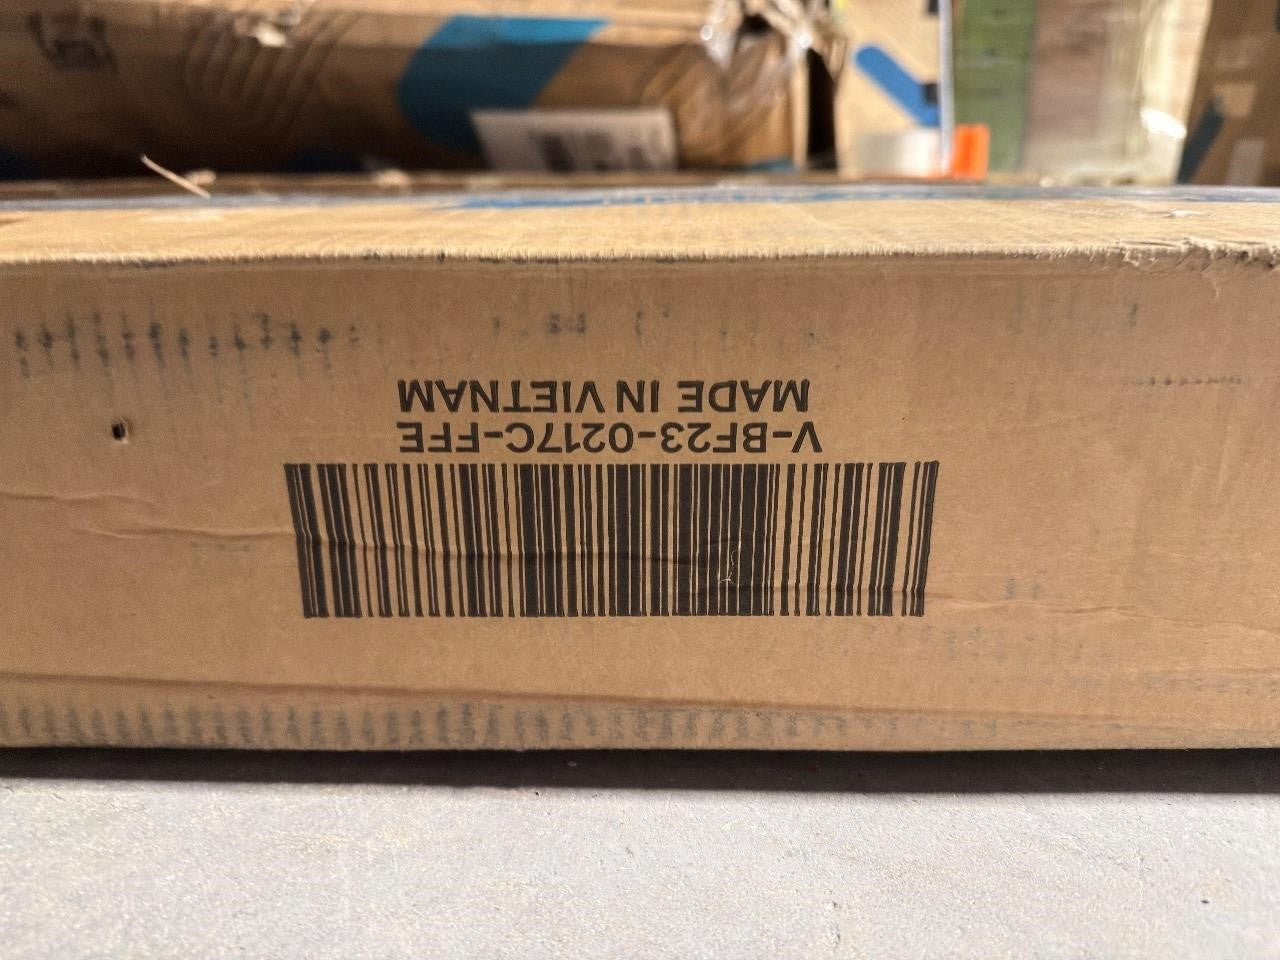 V-BF23-0217C-FFE
MADE IN VIETNAM